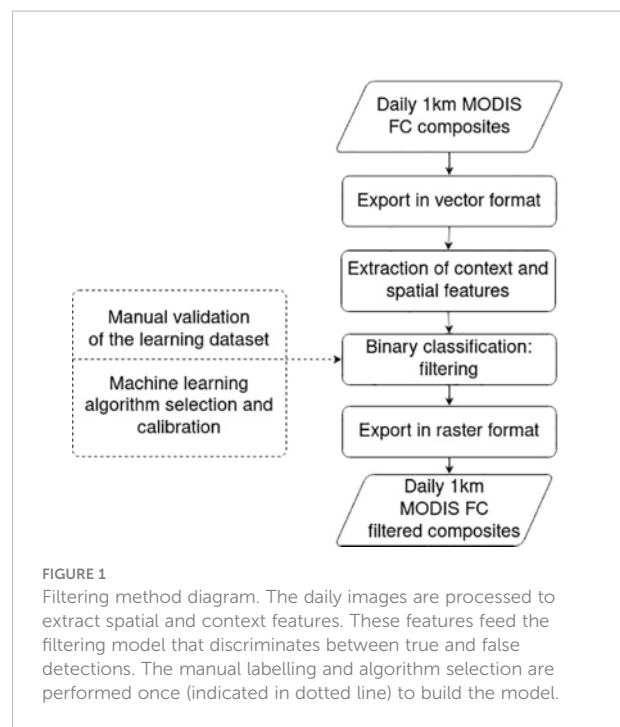 Daily 1km MODIS
FC composites
Export in vector format
Extraction of context and
spatial features
Manual validation
of the learning dataset
Machine learning
algorithm selection and
calibration
Binary classification:
filtering
Export in raster format
Daily 1km
MODIS FC
filtered composites
FIGURE 1
Filtering method diagram. The daily images are processed to
extract spatial and context features. These features feed the
filtering model that discriminates between true and false
detections. The manual labelling and algorithm selection are
performed once (indicated in dotted line) to build the model.